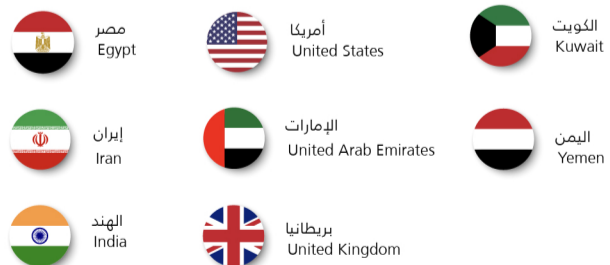 مصر
Egypt
أمريكا
United States
الكويت
Kuwait
إيران
Iran
الإمارات
United Arab Emirates
اليمن
Yemen
الهند
India
بريطانيا
United Kingdom